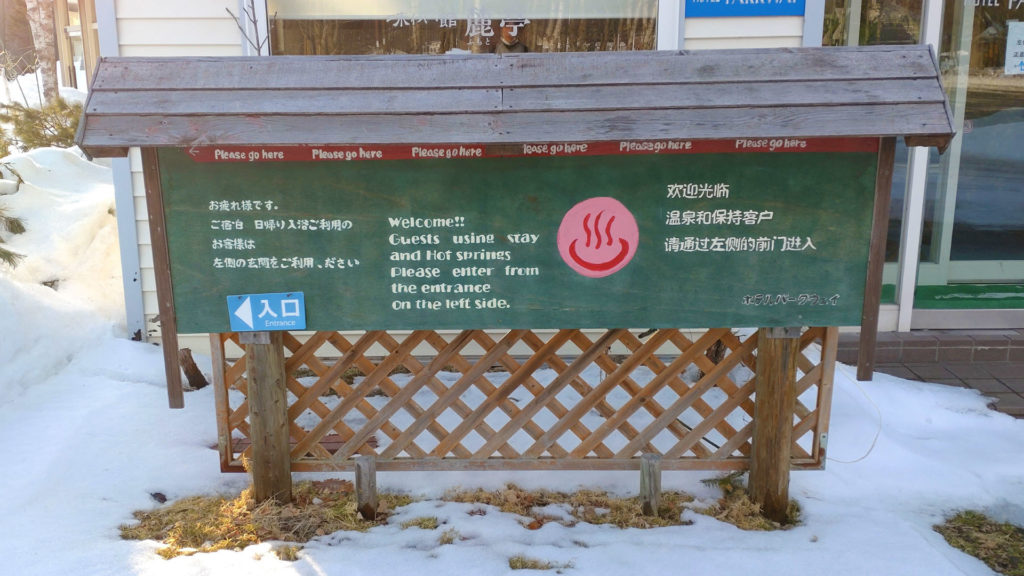 鹿亭
HOTEL PARKWAY
Please go here Please go here Please go here lease go here Please go here Please go here
お疲れ様です。
ご宿泊 日帰り入浴ご利用の
お客様は
左側の玄関をご利用、ださい
Welcome!!
Guests using stay
and Hot springs
Please enter from
the entrance
on the left side.
欢迎光临
温泉和保持客户
请通过左侧的前门进入
ホテルパークウェイ
入口
Entrance